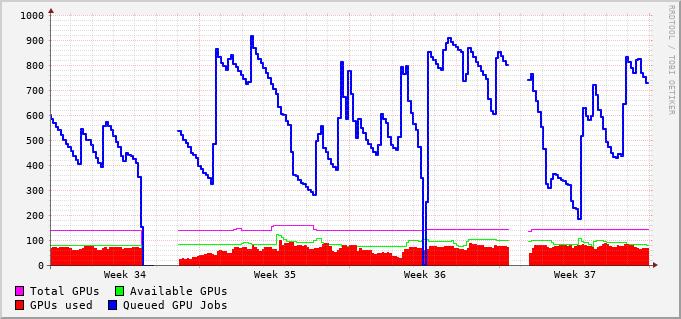 1000
900
800
700
600
500
400
300
200
100
0
Week 34 Week 35 Week 36 Week 37
Total GPUs Available GPUs
GPUs used Queued GPU Jobs
RRDTOOL / TOBI OETIKER